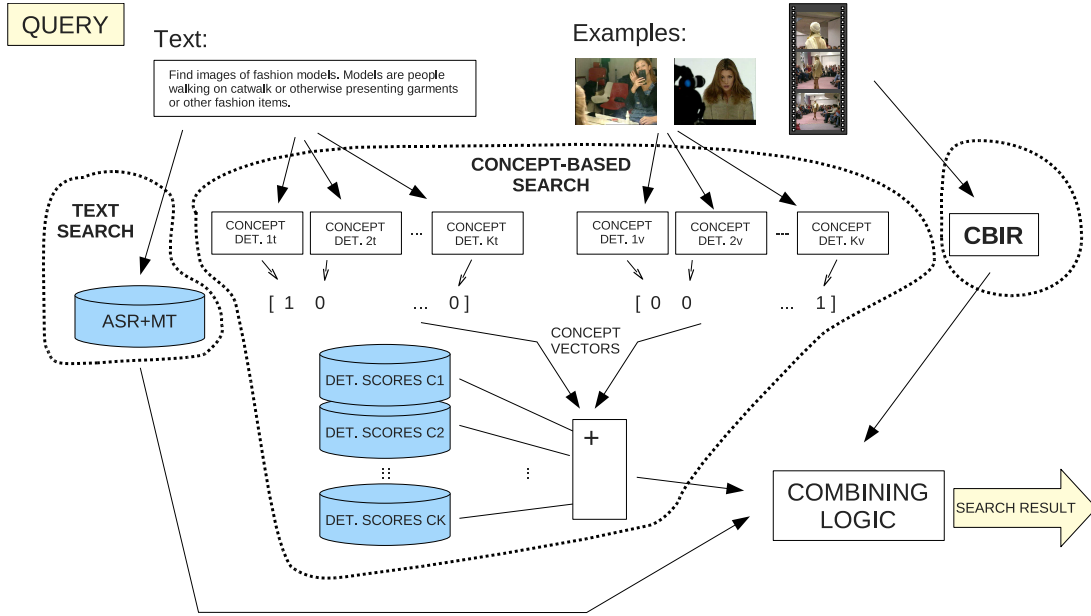 QUERY
Text:
Examples:
Find images of fashion models. Models are people
walking on catwalk or otherwise presenting garments
or other fashion items.
CONCEPT-BASED
SEARCH
TEXT
SEARCH
CONCEPT
DET. 1t
CONCEPT
DET. 2t
...
CONCEPT
DET. Kt
CONCEPT
DET. 1v
CONCEPT
DET. 2v
...
CONCEPT
DET. Kv
CBIR
[ 1 0 ... 0 ]
[ 0 0 ... 1 ]
ASR+MT
CONCEPT
VECTORS
DET. SCORES C1
DET. SCORES C2
DET. SCORES CK
+
COMBINING
LOGIC
SEARCH RESULT